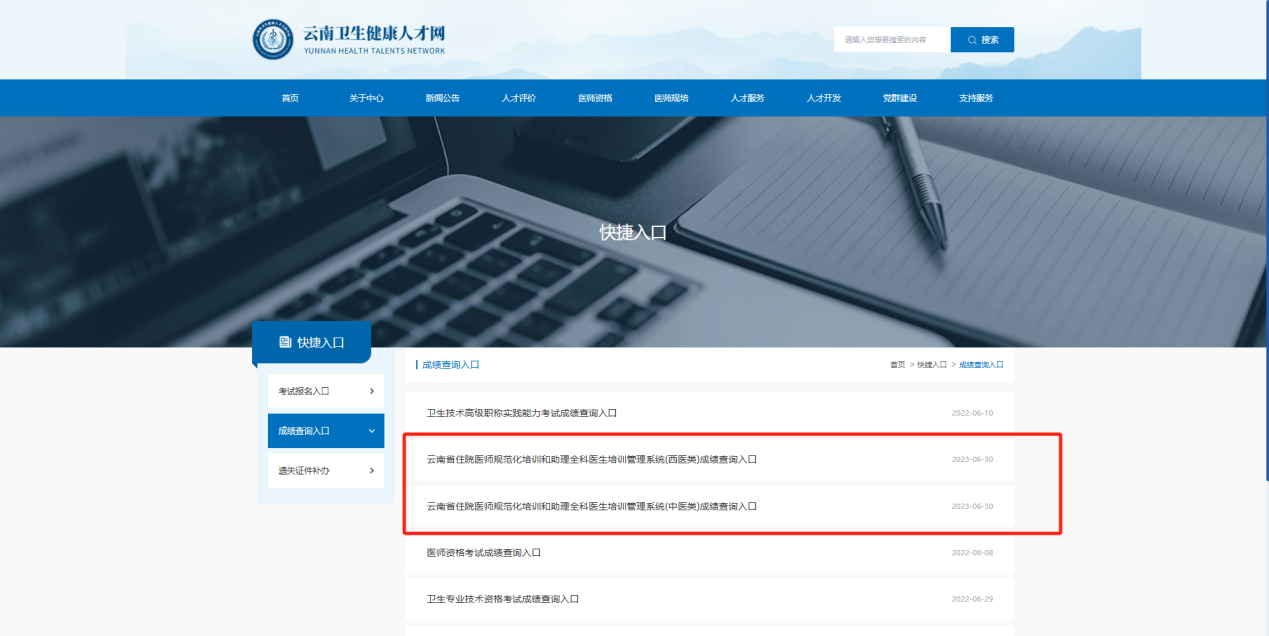 云南卫生健康人才网
YUNNAN HEALTH TALENTS NETWORK
请输入您想要搜索的内容
搜索
首页 关于中心 新闻公告 人才评价 医师资格 医师规培 人才服务 人才开发 党群建设 支持服务
快捷入口
快捷入口
考试报名入口
成绩查询入口
遗失证件补办
成绩查询入口
首页 > 快捷入口 > 成绩查询入口
卫生技术高级职称实践能力考试成绩查询入口 2022-06-10
云南省住院医师规范化培训和助理全科医生培训管理系统(西医类)成绩查询入口 2023-06-30
云南省住院医师规范化培训和助理全科医生培训管理系统(中医类)成绩查询入口 2023-06-30
医师资格考试成绩查询入口 2022-08-08
卫生专业技术资格考试成绩查询入口 2022-06-29